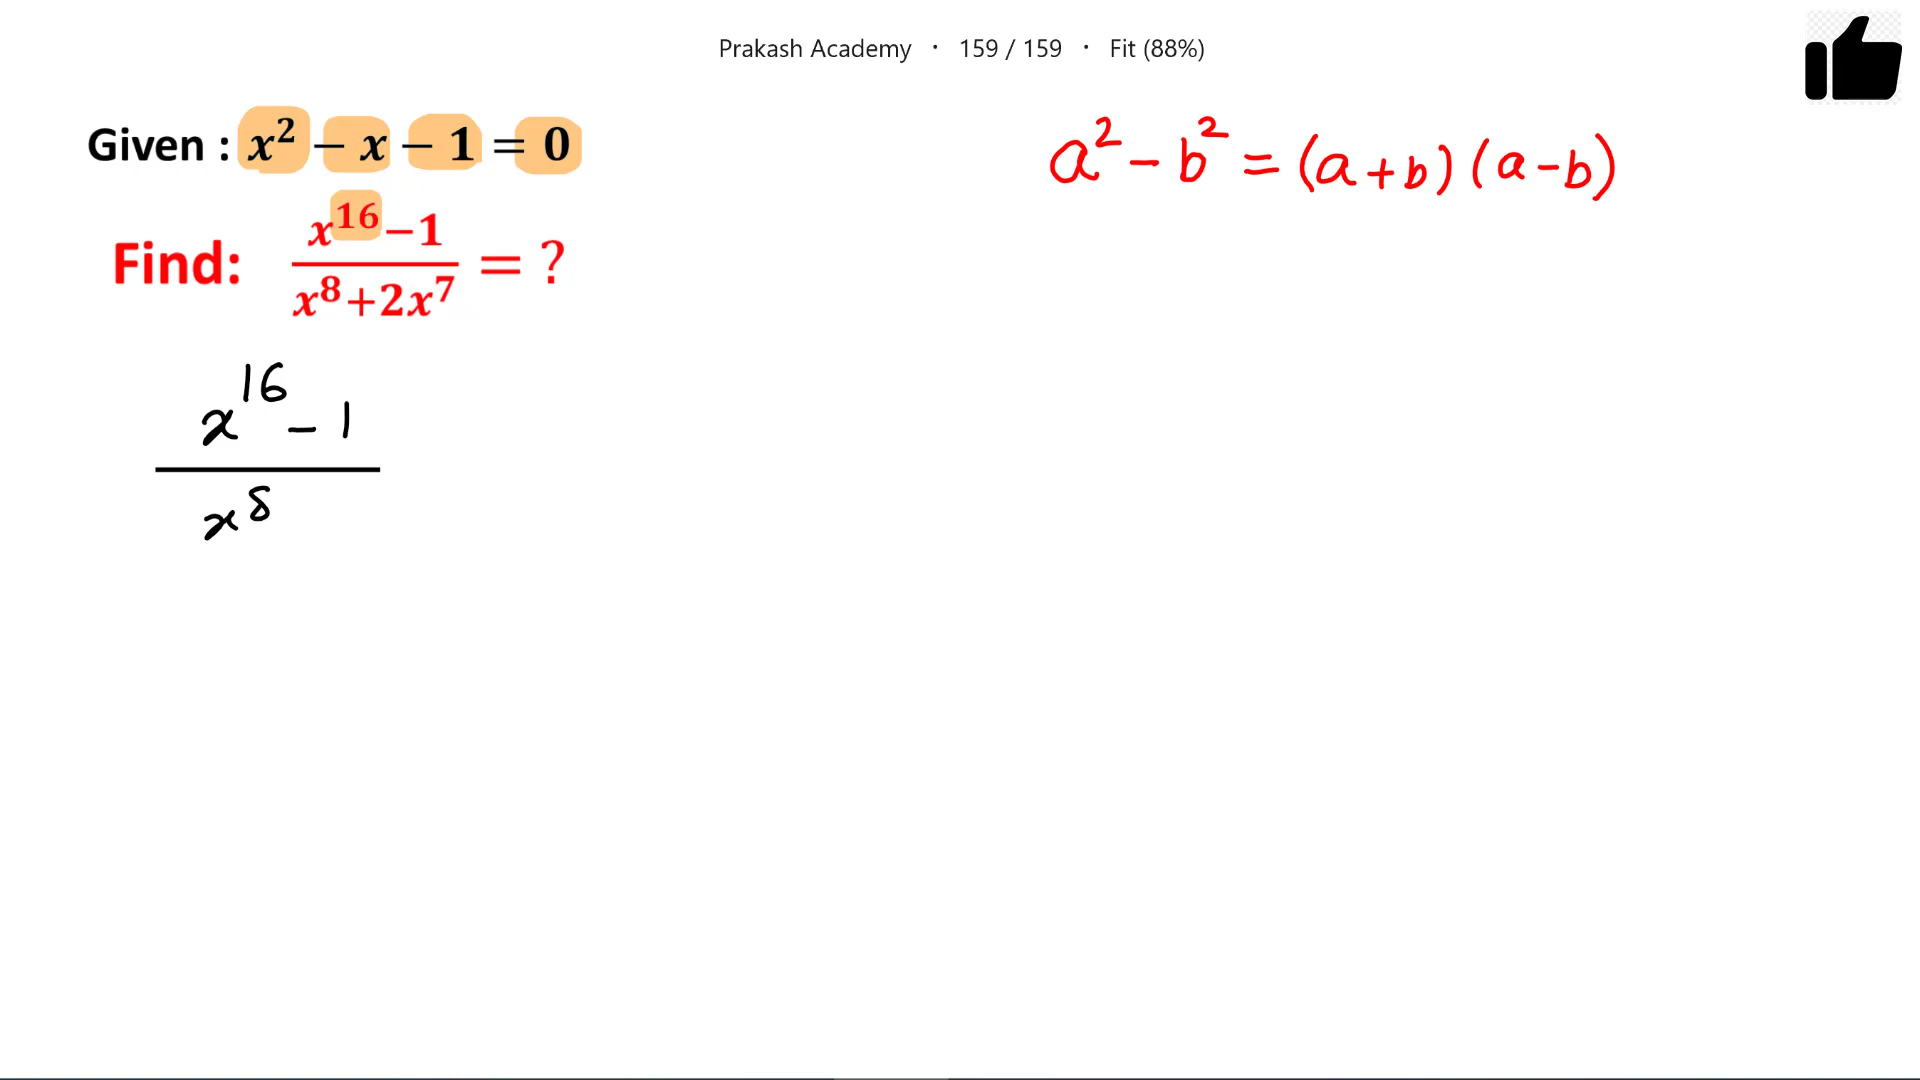 Prakash Academy · 159 / 159 · Fit (88%)
Given : x² − x − 1 = 0
a² − b² = (a + b) (a − b)
Find: (x¹⁶ −1)/(x⁸+2x⁷) = ?
x¹⁶ − 1
x⁸